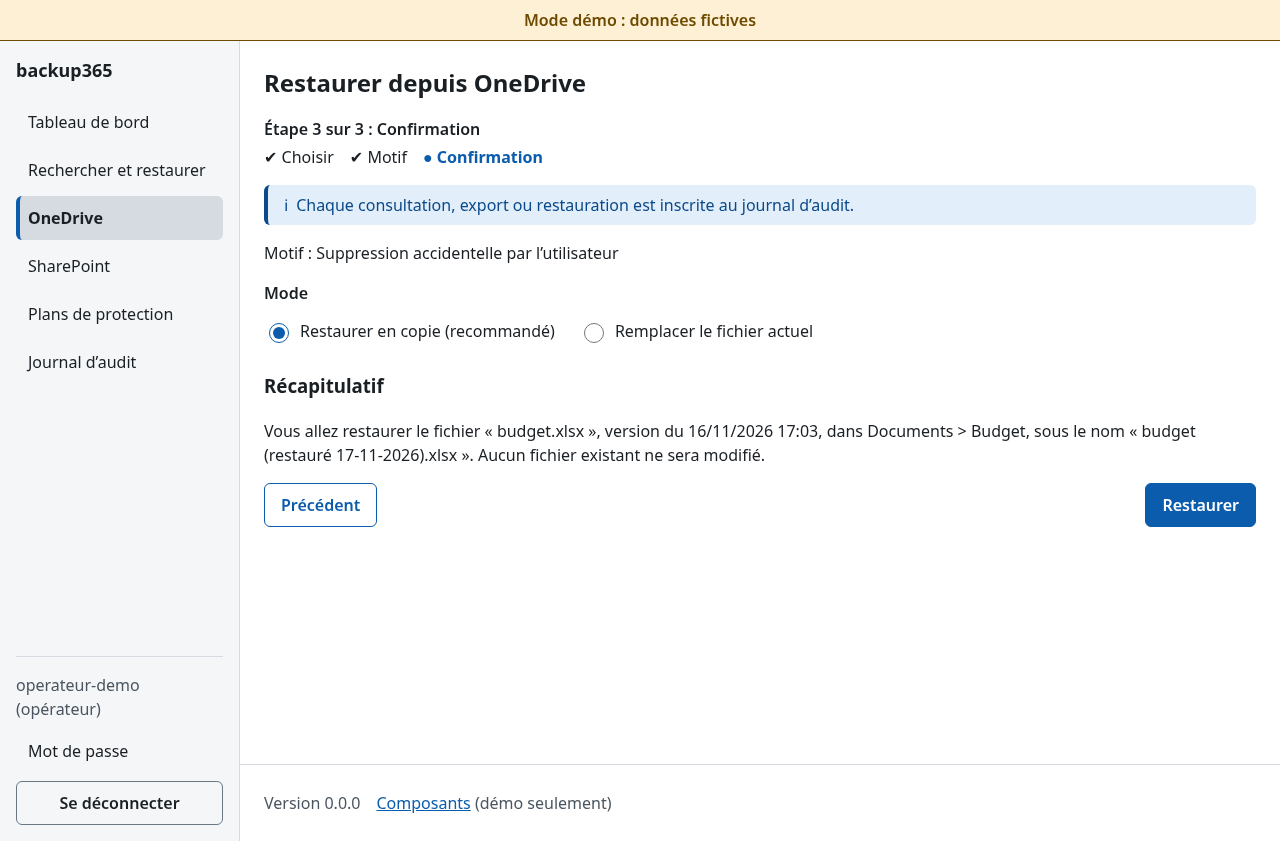 Mode démo : données fictives
backup365
Tableau de bord
Rechercher et restaurer
OneDrive
SharePoint
Plans de protection
Journal d’audit
operateur-demo
(opérateur)
Mot de passe
Se déconnecter
Restaurer depuis OneDrive
Étape 3 sur 3 : Confirmation
✔ Choisir ✔ Motif ● Confirmation
i Chaque consultation, export ou restauration est inscrite au journal d’audit.
Motif : Suppression accidentelle par l’utilisateur
Mode
Restaurer en copie (recommandé) Remplacer le fichier actuel
Récapitulatif
Vous allez restaurer le fichier « budget.xlsx », version du 16/11/2026 17:03, dans Documents > Budget, sous le nom « budget
(restauré 17-11-2026).xlsx ». Aucun fichier existant ne sera modifié.
Précédent Restaurer
Version 0.0.0 Composants (démo seulement)